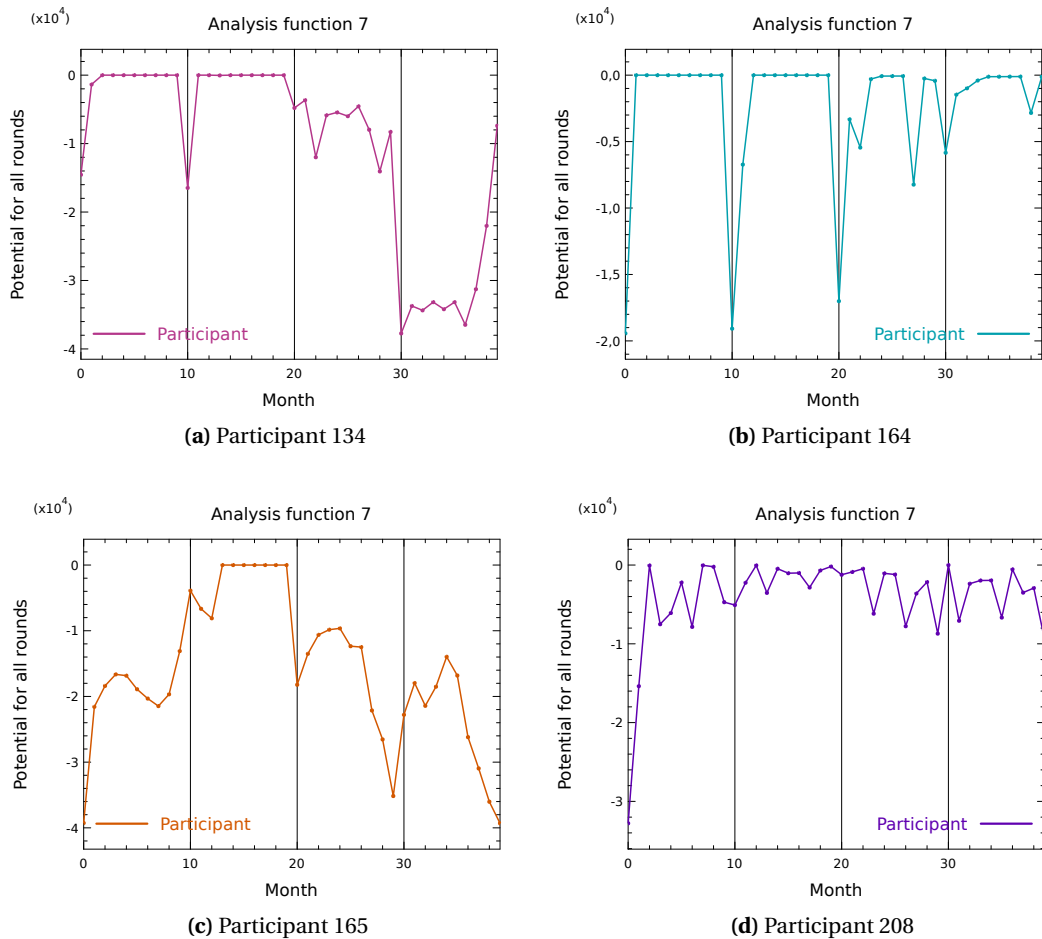 (x10⁴)
Analysis function 7
Potential for all rounds
0
-1
-2
-3
-4
Participant
0
10
20
30
Month
(a) Participant 134
(x10⁴)
Analysis function 7
Potential for all rounds
0,0
-0,5
-1,0
-1,5
-2,0
Participant
0
10
20
30
Month
(b) Participant 164
(x10⁴)
Analysis function 7
Potential for all rounds
0
-1
-2
-3
-4
Participant
0
10
20
30
Month
(c) Participant 165
(x10⁴)
Analysis function 7
Potential for all rounds
0
-1
-2
-3
Participant
0
10
20
30
Month
(d) Participant 208